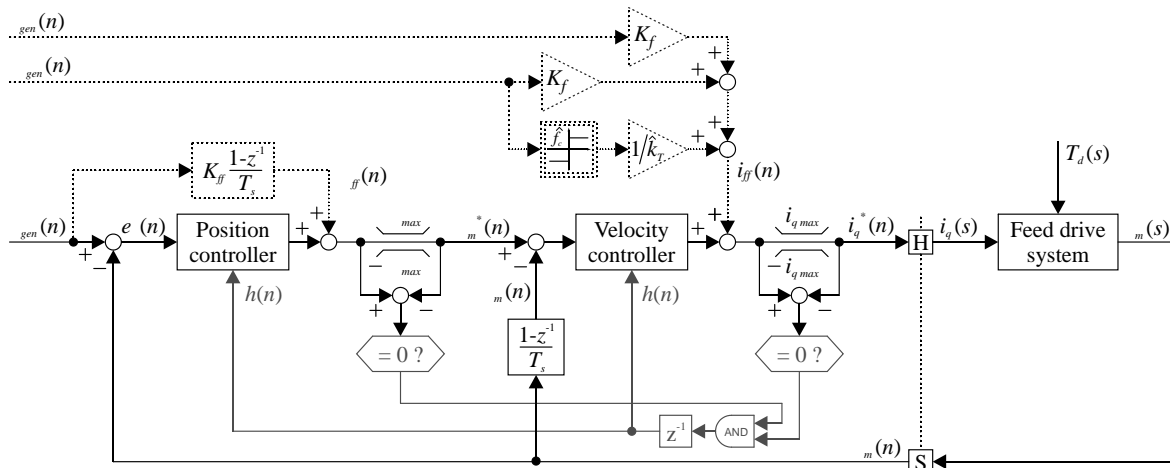 gen(n)
K_f
gen(n)
K_f
f̂_c
1/k̂_T
i_ff(n)
T_d(s)
K_ff (1-z^-1)/T_s
ff(n)
gen(n)
e (n)
Position controller
max
− max
m^*(n)
Velocity controller
i_q max
− i_q max
i_q^*(n)
H
i_q(s)
Feed drive system
m(s)
h(n)
m(n)
h(n)
= 0 ?
(1-z^-1)/T_s
= 0 ?
z^-1
AND
m(n)
S